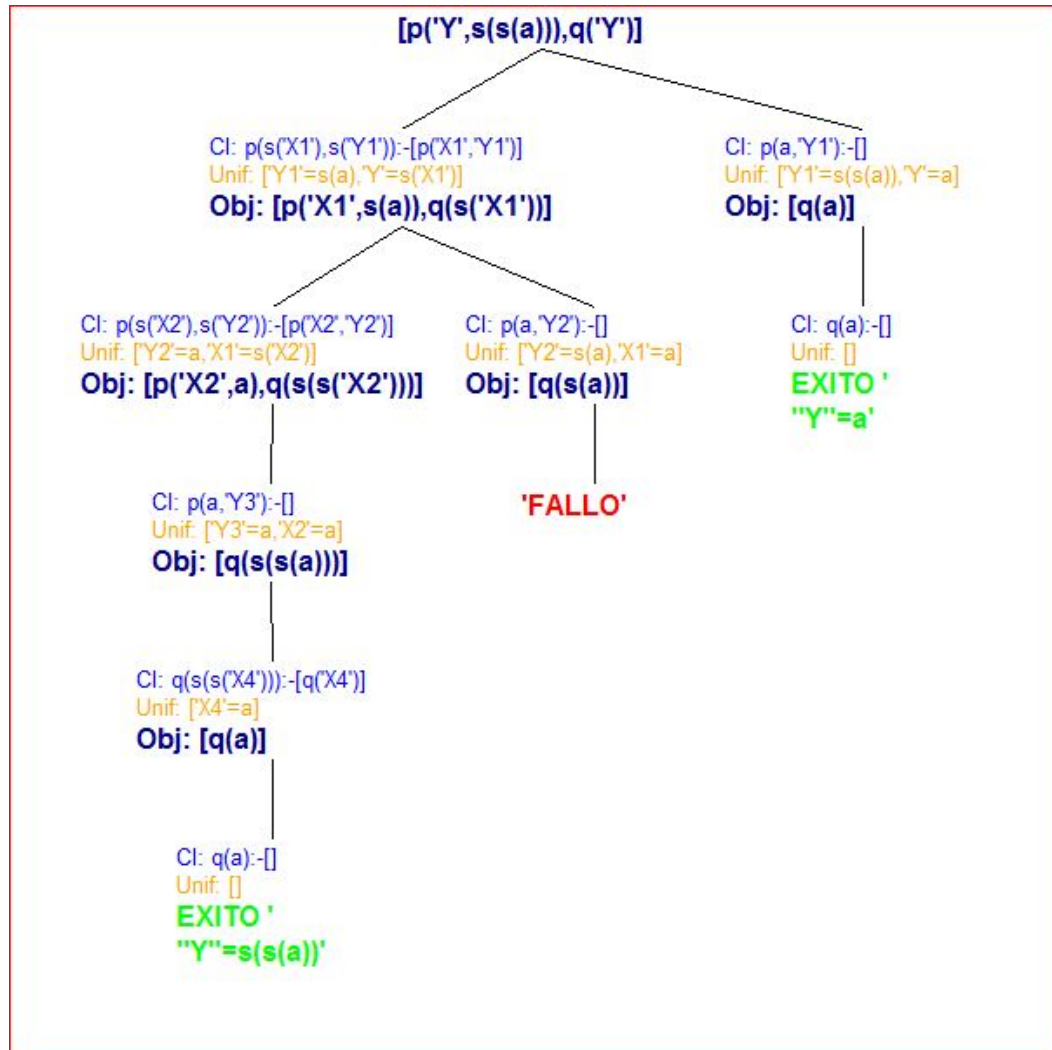 [p('Y',s(s(a))),q('Y')]
Cl: p(s('X1'),s('Y1')):-[p('X1','Y1')]
Unif: ['Y1'=s(a),'Y'=s('X1')]
Obj: [p('X1',s(a)),q(s('X1'))]
Cl: p(a,'Y1'):-[]
Unif: ['Y1'=s(s(a)),'Y'=a]
Obj: [q(a)]
Cl: p(s('X2'),s('Y2')):-[p('X2','Y2')]
Unif: ['Y2'=a,'X1'=s('X2')]
Obj: [p('X2',a),q(s(s('X2')))]
Cl: p(a,'Y2'):-[]
Unif: ['Y2'=s(a),'X1'=a]
Obj: [q(s(a))]
Cl: q(a):-[]
Unif: []
EXITO '
"Y"=a'
Cl: p(a,'Y3'):-[]
Unif: ['Y3'=a,'X2'=a]
Obj: [q(s(s(a)))]
'FALLO'
Cl: q(s(s('X4'))):-[q('X4')]
Unif: ['X4'=a]
Obj: [q(a)]
Cl: q(a):-[]
Unif: []
EXITO '
"Y"=s(s(a))'